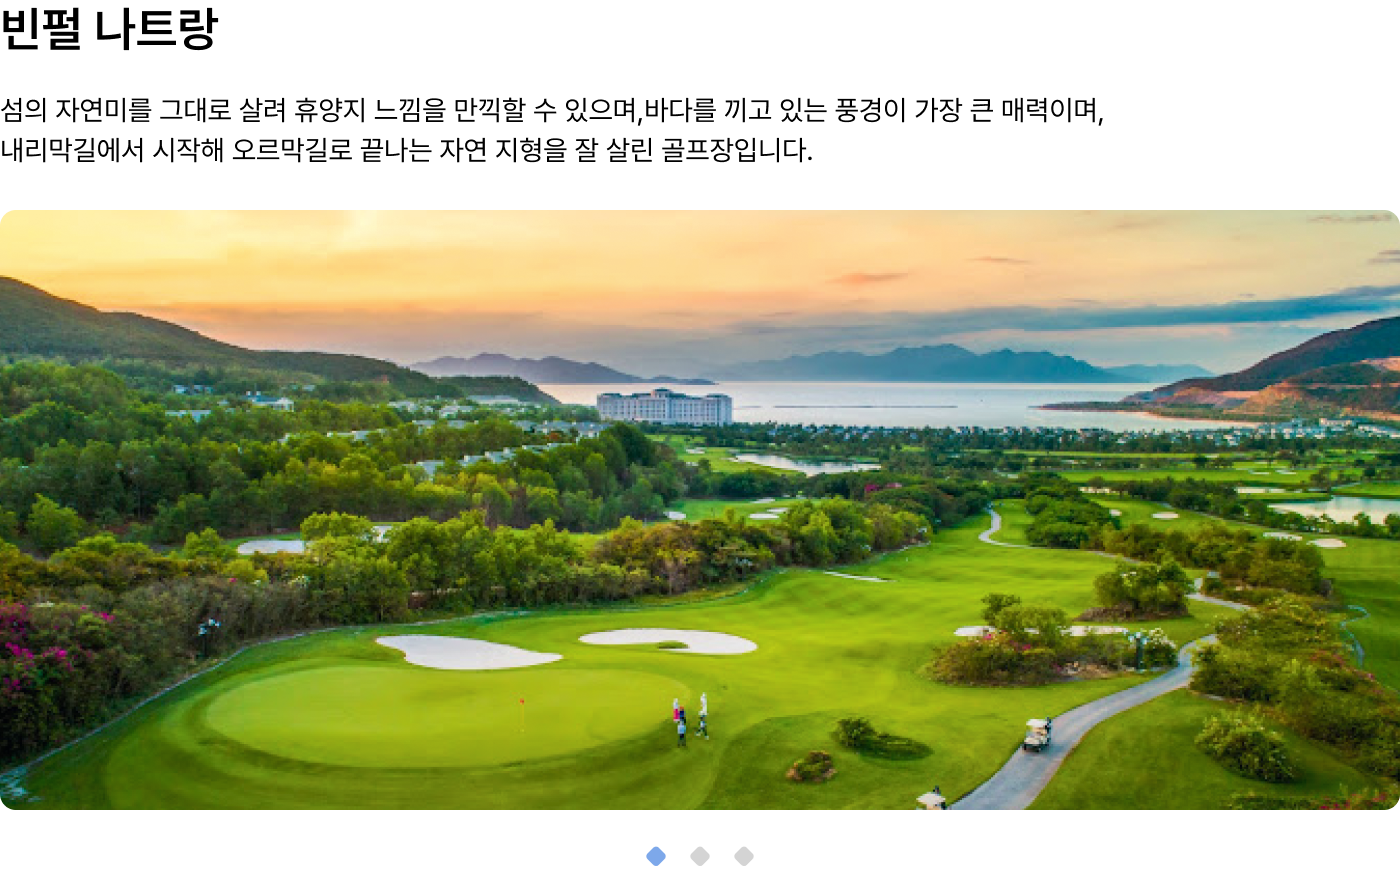 빈펄 나트랑
섬의 자연미를 그대로 살려 휴양지 느낌을 만끽할 수 있으며,바다를 끼고 있는 풍경이 가장 큰 매력이며,
내리막길에서 시작해 오르막길로 끝나는 자연 지형을 잘 살린 골프장입니다.